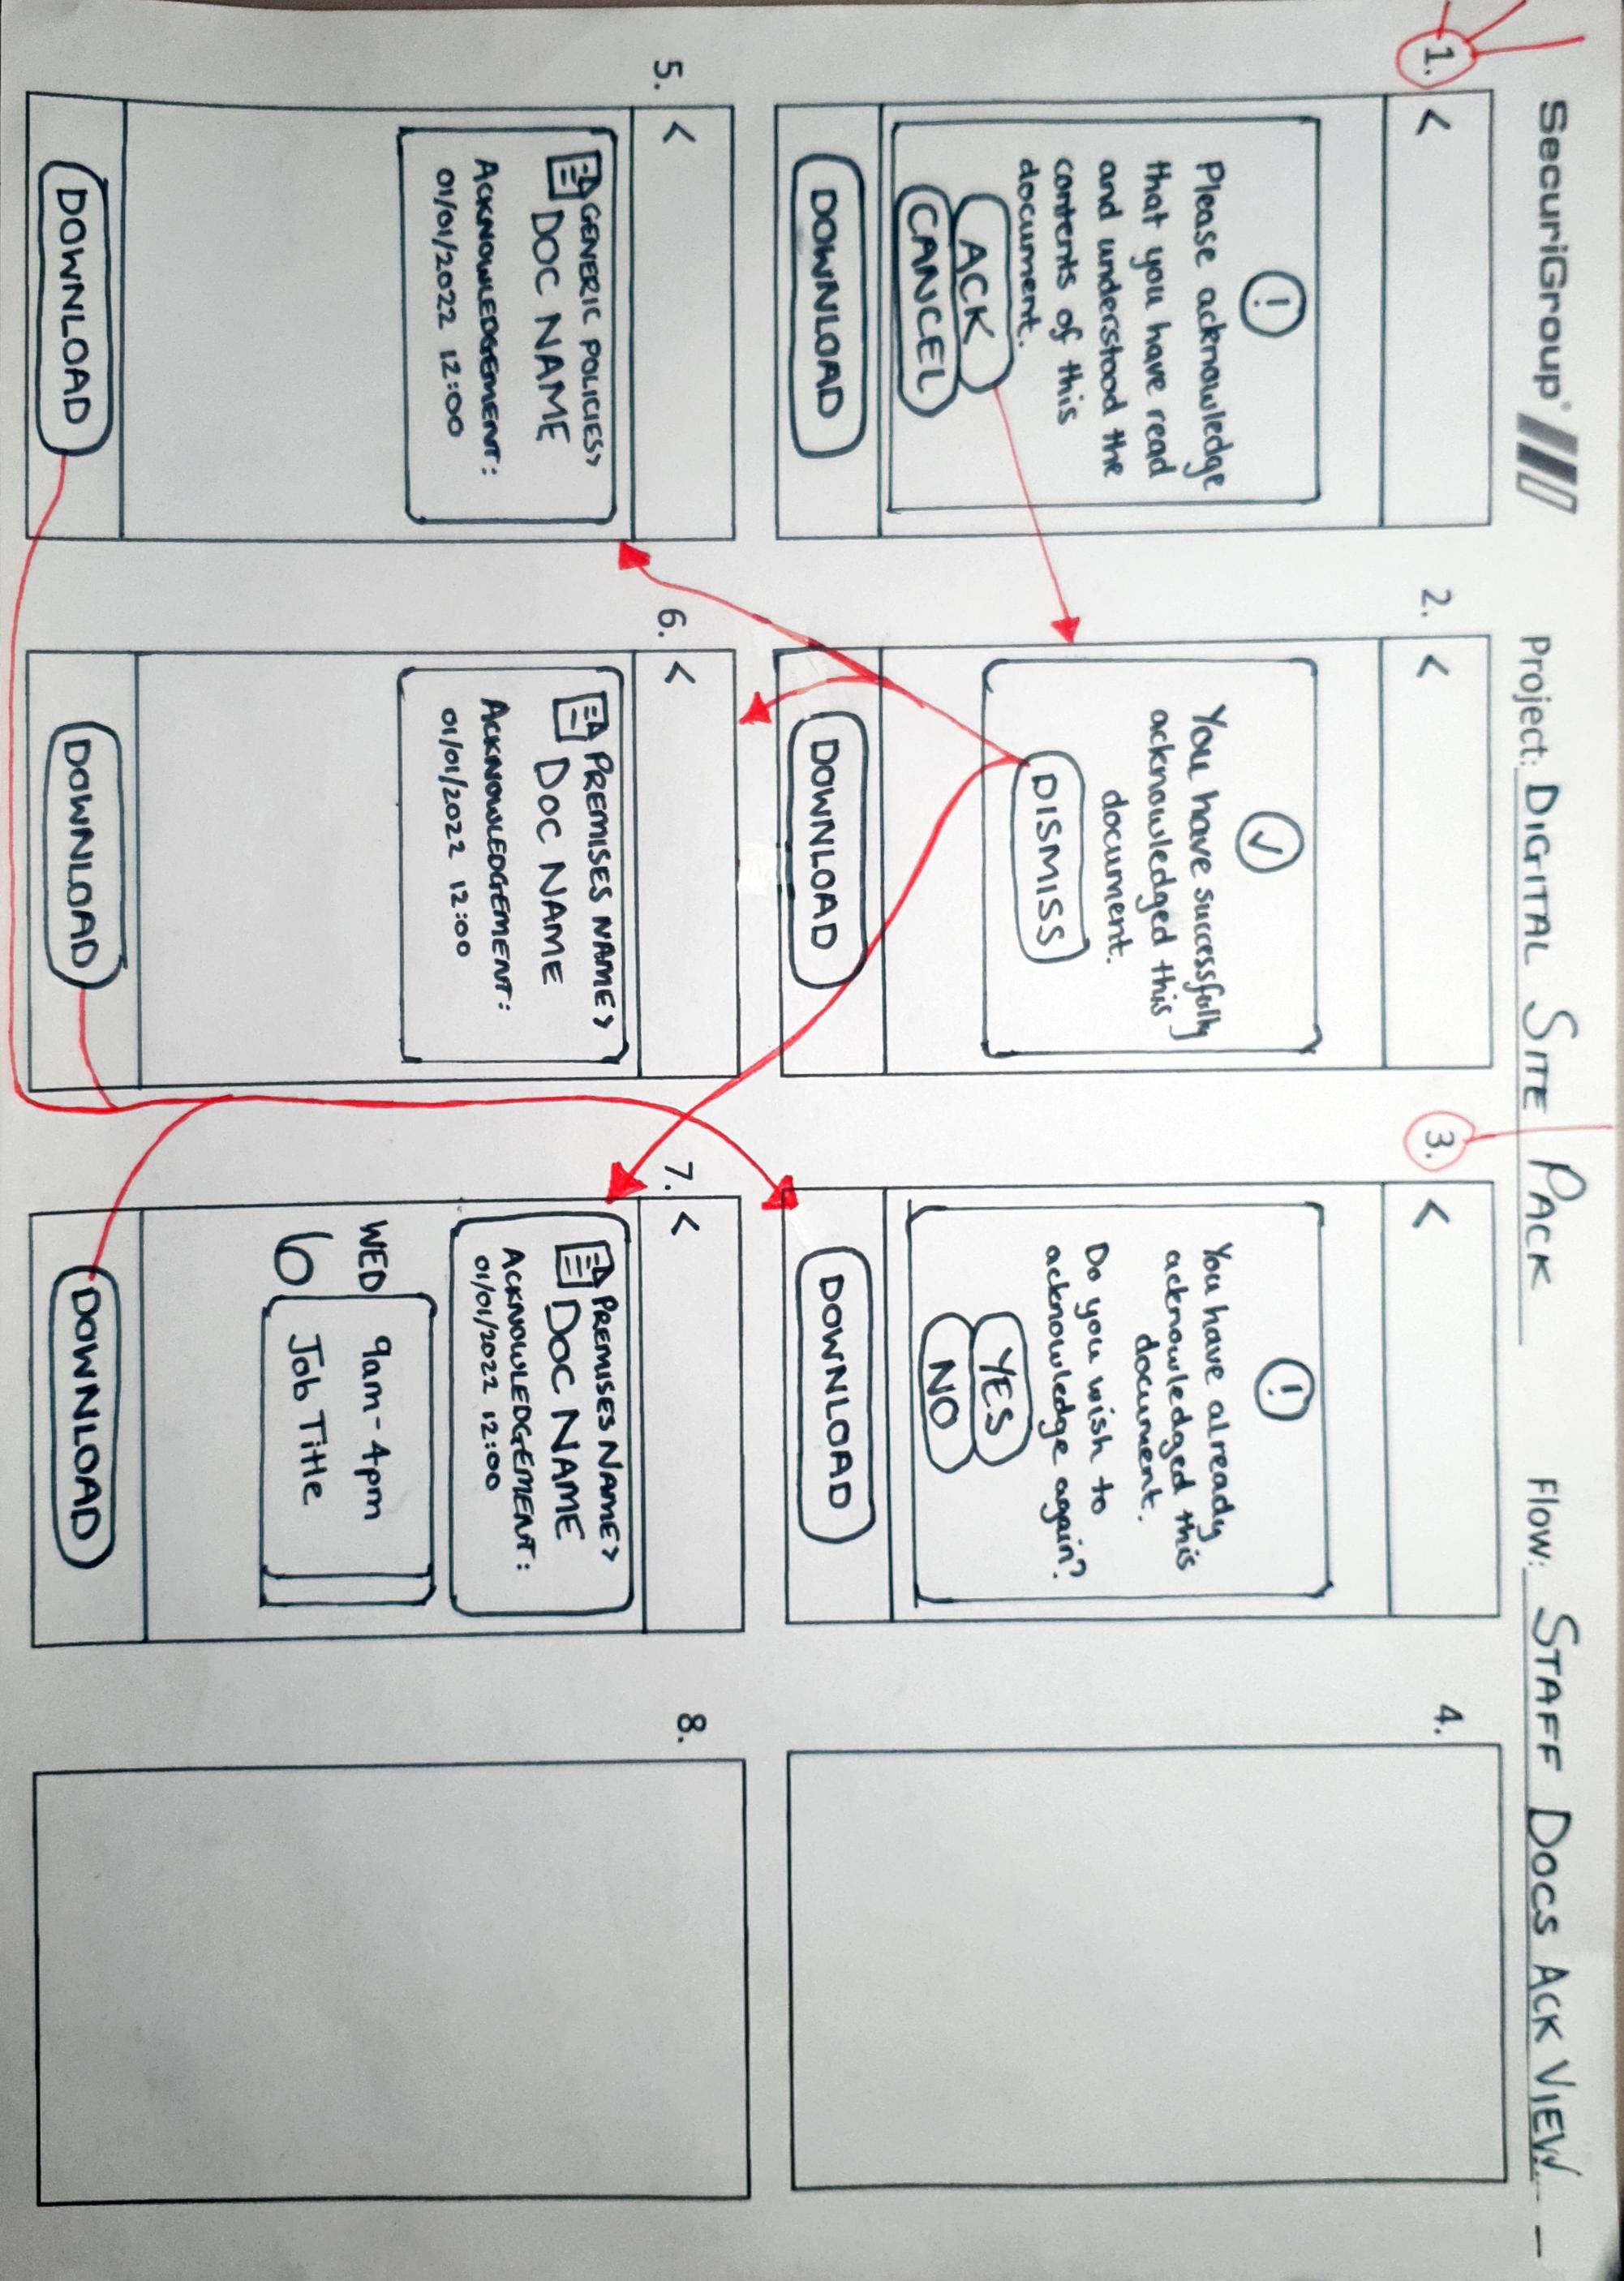 SecuriGroup
Project: DIGITAL SITE PACK
Flow: STAFF DOCS ACK VIEW
1.
<
!
Please acknowledge
that you have read
and understood the
contents of this
document.
ACK
CANCEL
DOWNLOAD
2.
<
You have successfully
acknowledged this
document.
DISMISS
DOWNLOAD
3.
<
!
You have already
acknowledged this
document.
Do you wish to
acknowledge again?
YES
NO
DOWNLOAD
4.
5.
<
GENERIC POLICIES>
DOC NAME
ACKNOWLEDGEMENT:
01/01/2022 12:00
DOWNLOAD
6.
<
PREMISES NAME>
DOC NAME
ACKNOWLEDGEMENT:
01/01/2022 12:00
DOWNLOAD
7.
<
PREMISES NAME>
DOC NAME
ACKNOWLEDGEMENT:
01/01/2022 12:00
WED 9am-4pm
6 Job Title
DOWNLOAD
8.